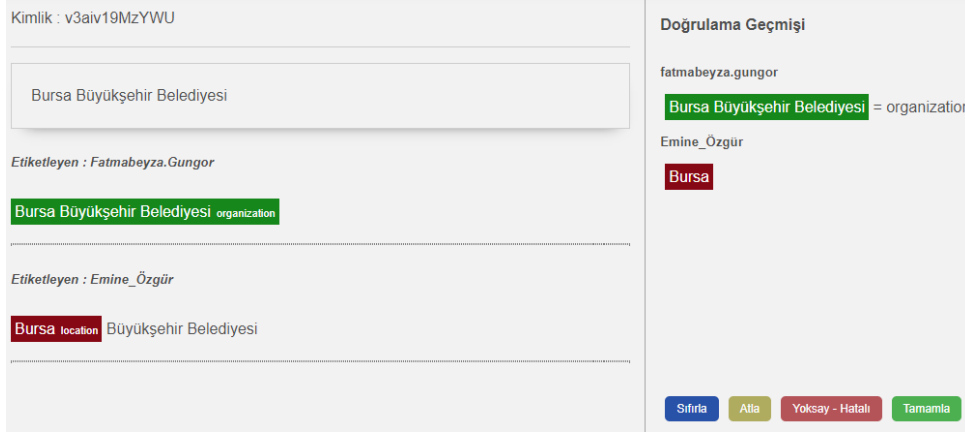 Kimlik : v3aiv19MzYWU
Bursa Büyükşehir Belediyesi
Etiketleyen : Fatmabeyza.Gungor
Bursa Büyükşehir Belediyesi organization
Etiketleyen : Emine_Özgür
Bursa location Büyükşehir Belediyesi
Doğrulama Geçmişi
fatmabeyza.gungor
Bursa Büyükşehir Belediyesi = organization
Emine_Özgür
Bursa
Sıfırla Atla Yoksay - Hatalı Tamamla